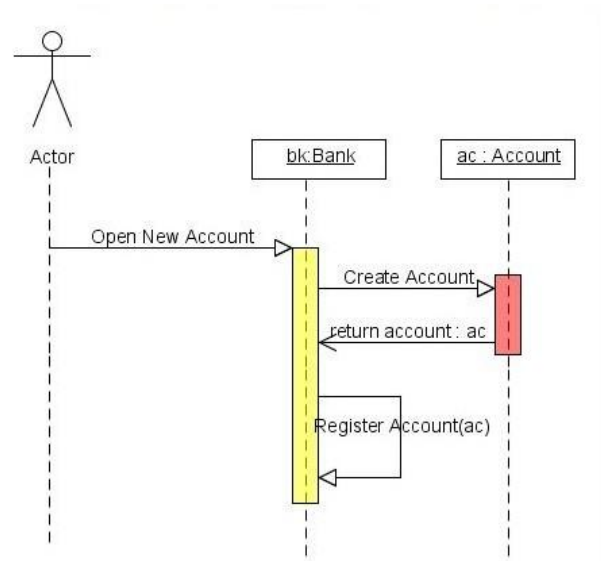 Actor
bk:Bank
ac : Account
Open New Account
Create Account
return account : ac
Register Account(ac)